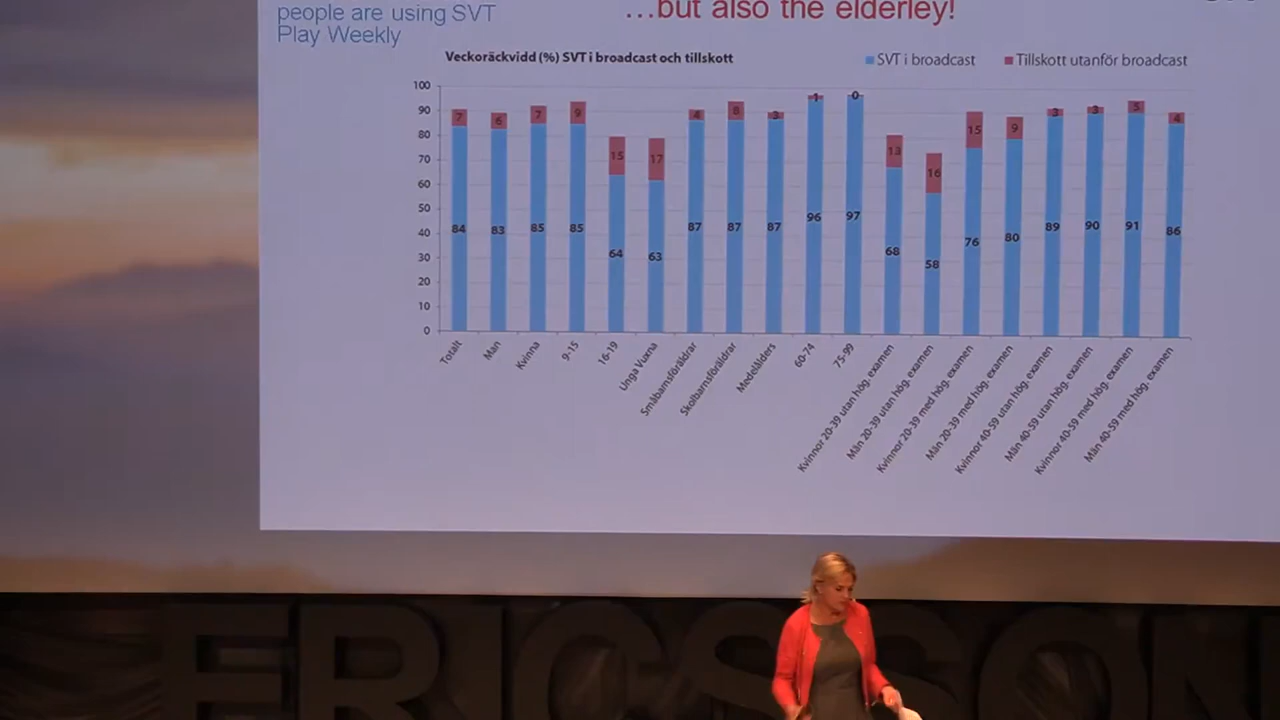 people are using SVT
Play Weekly
...but also the elderley!
Veckoräckvidd (%) SVT i broadcast och tillskott
SVT i broadcast
Tillskott utanför broadcast
100
90
80
70
60
50
40
30
20
10
0
7 6 7 9 15 17 4 8 3 1 0 13 16 15 9 3 3 5 4
84 83 85 85 64 63 87 87 87 96 97 68 58 76 80 89 90 91 86
Totalt
Män
Kvinna
9-15
16-19
Unga Vuxna
Småbarnsföräldrar
Skolbarnsföräldrar
Medelålders
60-74
75-99
Kvinnor 20-39 utan hög. examen
Män 20-39 utan hög. examen
Kvinnor 20-39 med hög. examen
Män 20-39 med hög. examen
Kvinnor 40-59 utan hög. examen
Män 40-59 utan hög. examen
Kvinnor 40-59 med hög. examen
Män 40-59 med hög. examen
ERICSSON